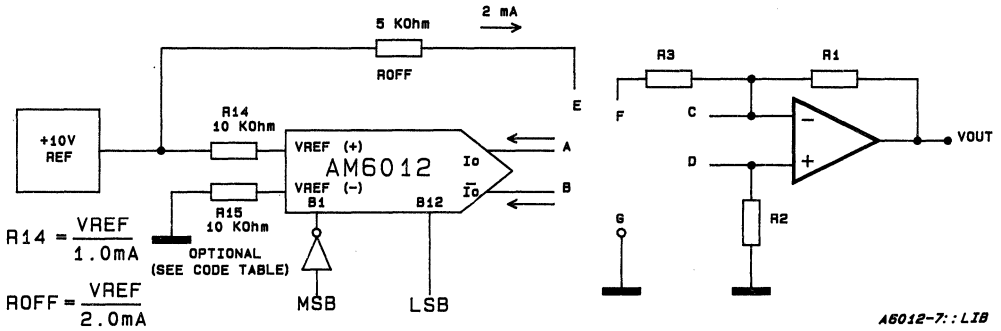 5 KOhm
2 mA
ROFF
E
+10V
REF
R14
10 KOhm
VREF (+)
AM6012
VREF (-)
Io
Io
B1
B12
A
B
R15
10 KOhm
OPTIONAL
(SEE CODE TABLE)
MSB
LSB
R14 = VREF
1.0mA
ROFF = VREF
2.0mA
R3
R1
F
C
D
-
+
VOUT
R2
G
A6012-7::LIB